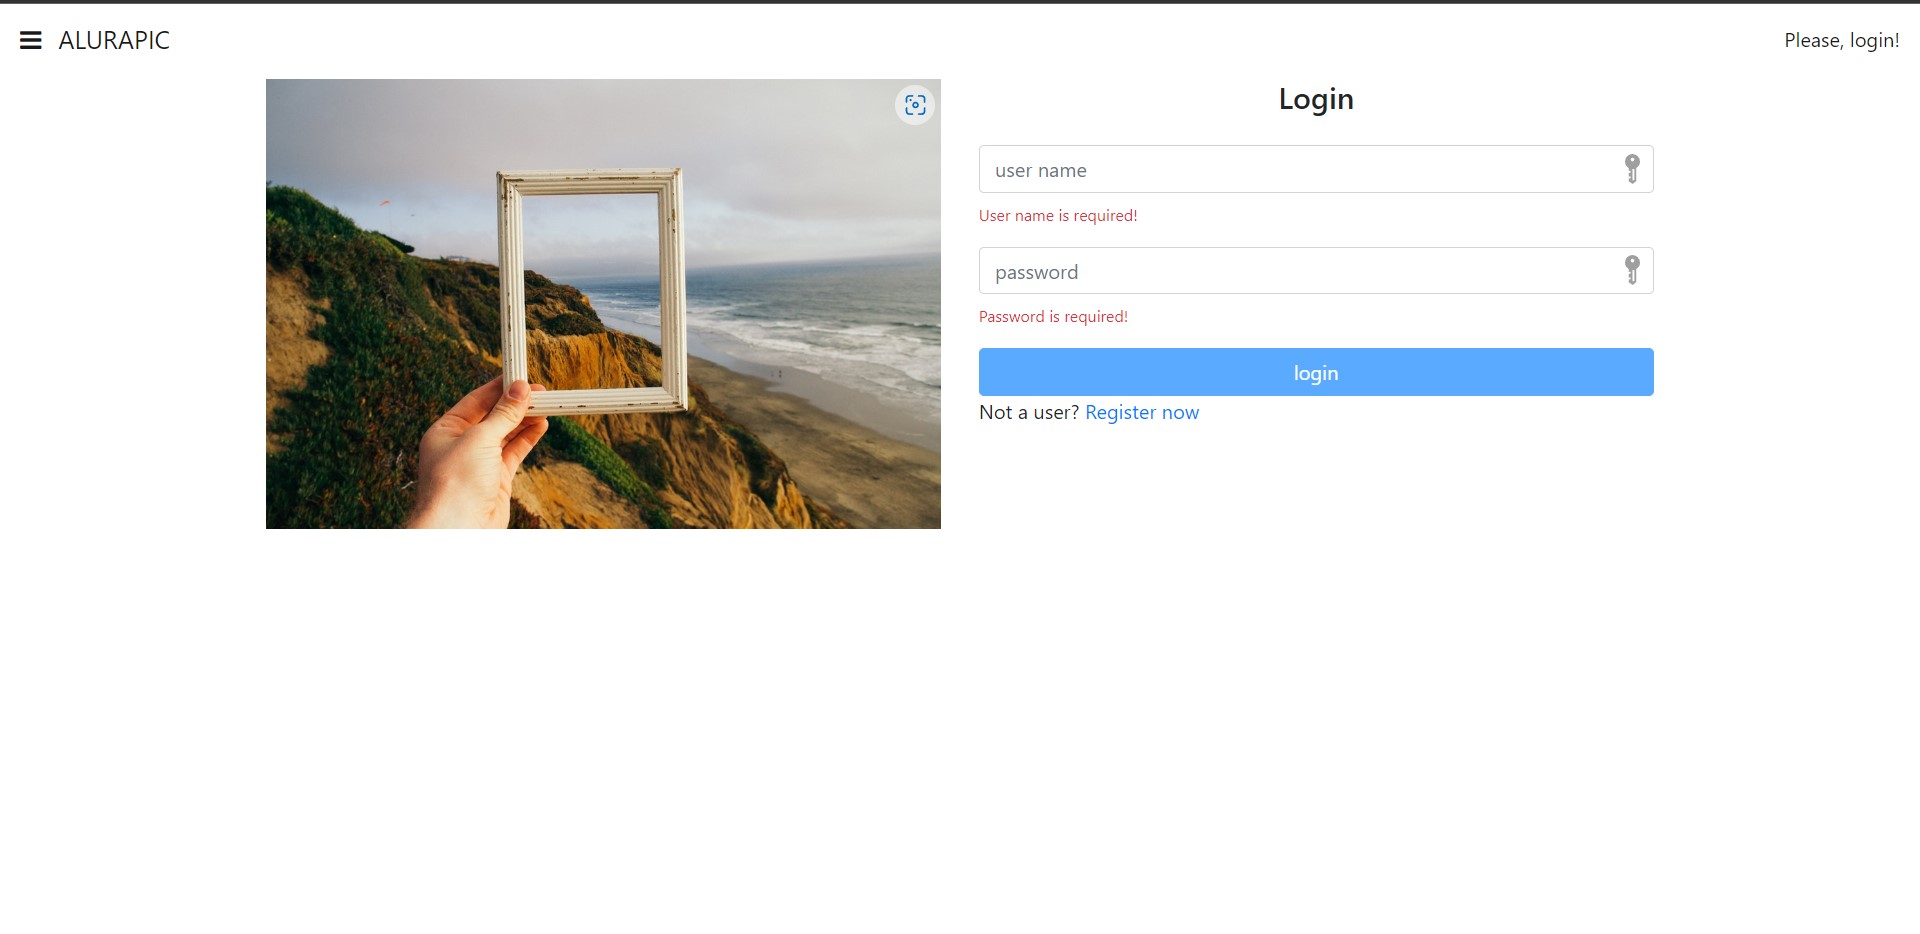 ALURAPIC
Please, login!
Login
user name
User name is required!
password
Password is required!
login
Not a user? Register now